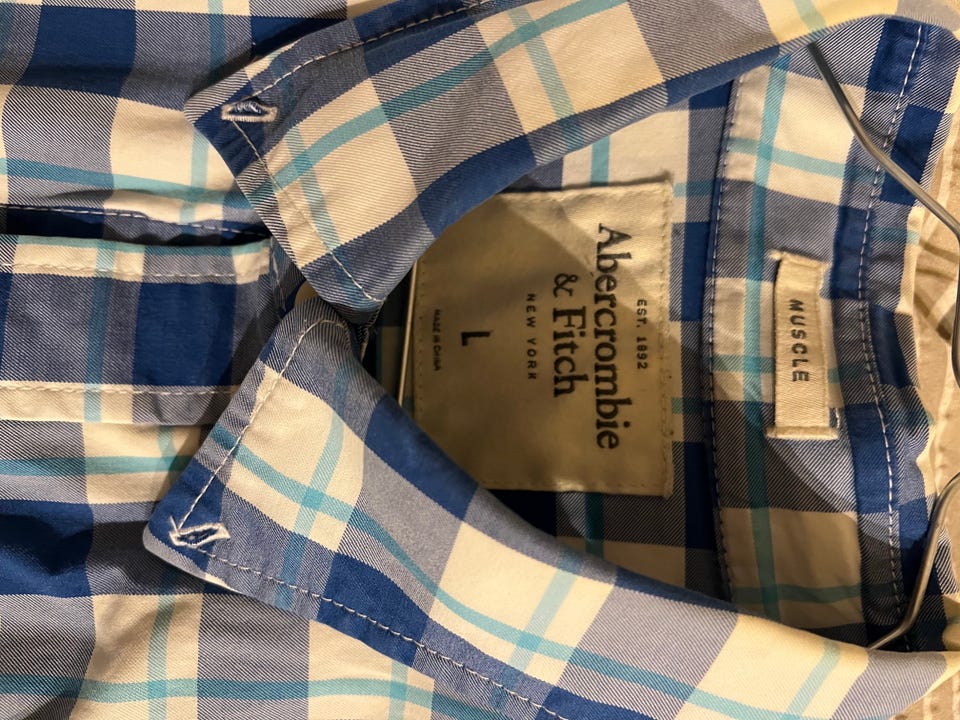 MUSCLE
EST. 1892
Abercrombie
& Fitch
NEW YORK
L
MADE IN CHINA